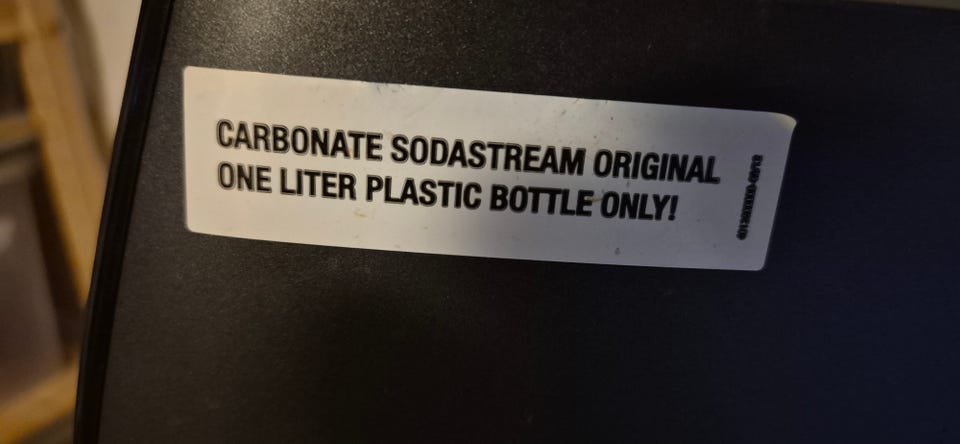 CARBONATE SODASTREAM ORIGINAL
ONE LITER PLASTIC BOTTLE ONLY!